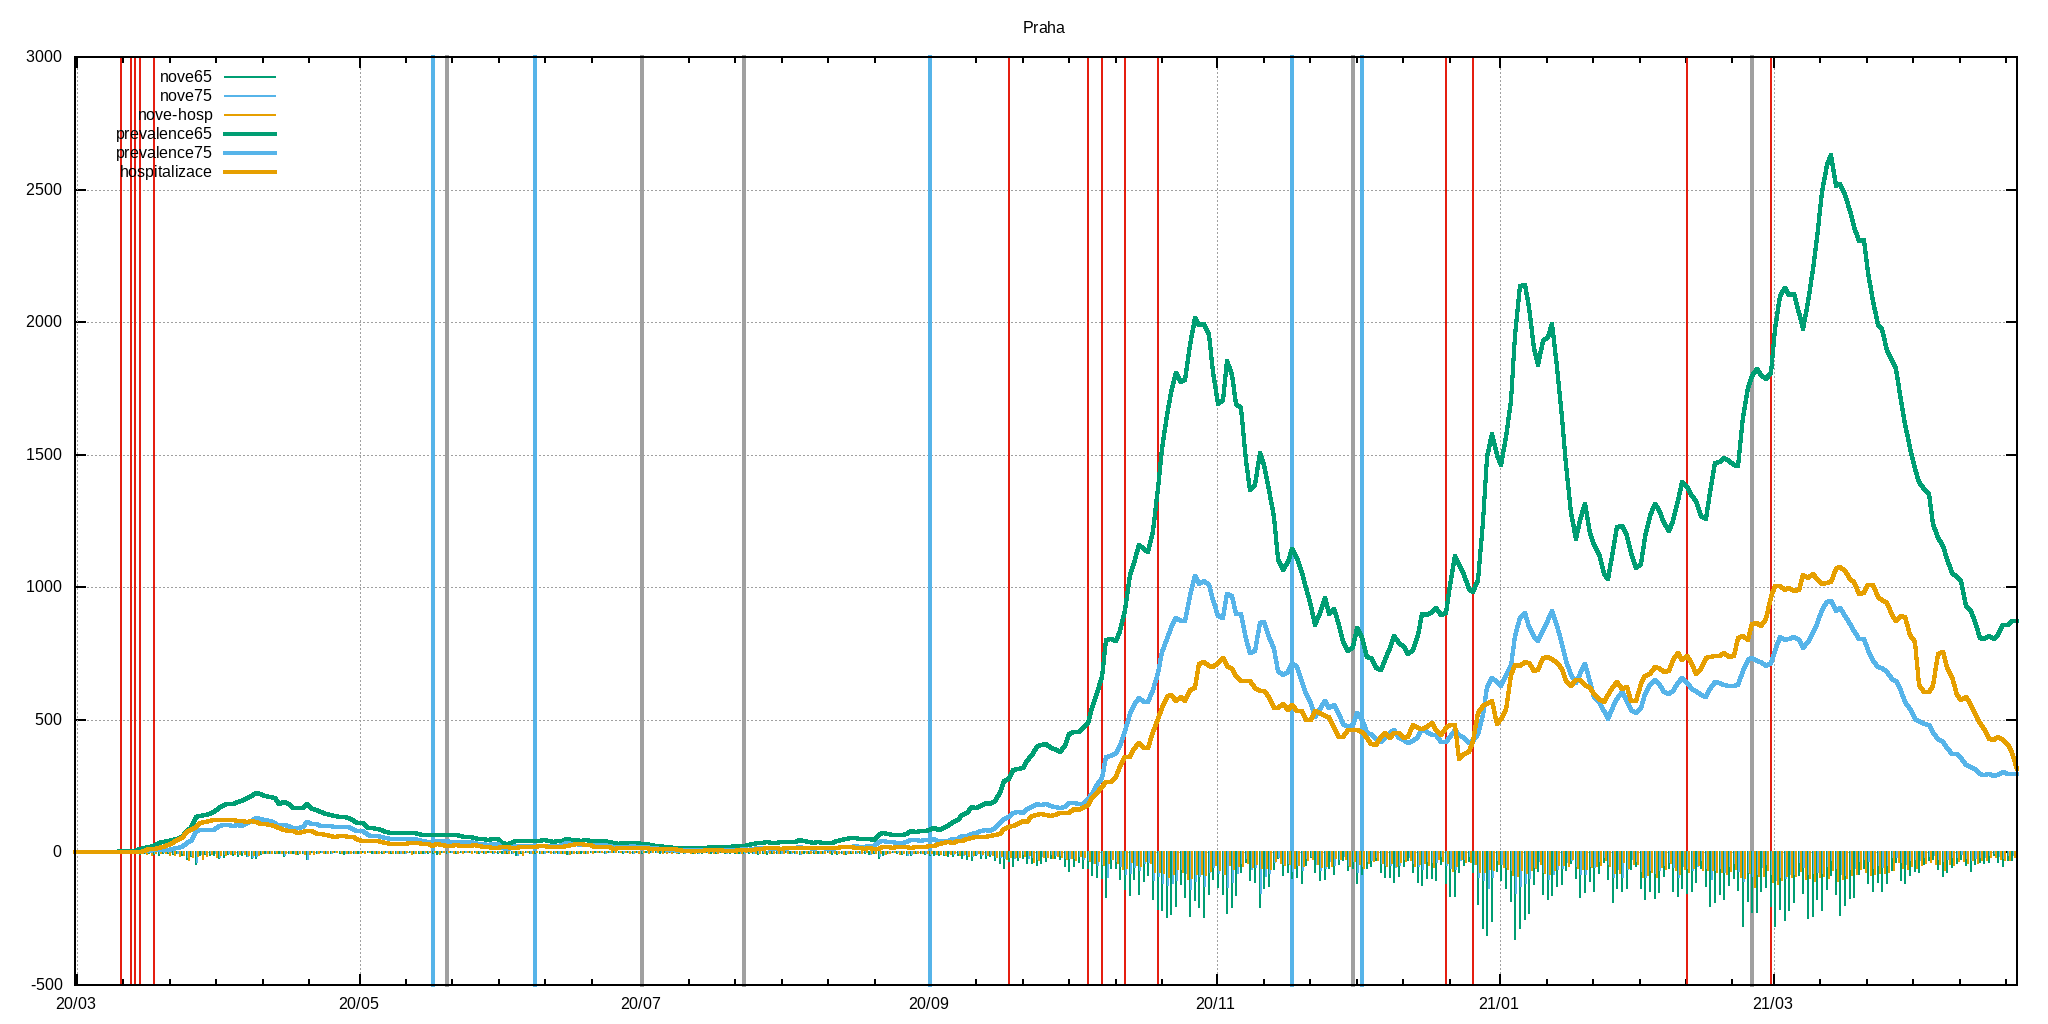 Praha
3000
2500
2000
1500
1000
500
0
-500
nove65
nove75
nove-hosp
prevalence65
prevalence75
hospitalizace
20/03 20/05 20/07 20/09 20/11 21/01 21/03